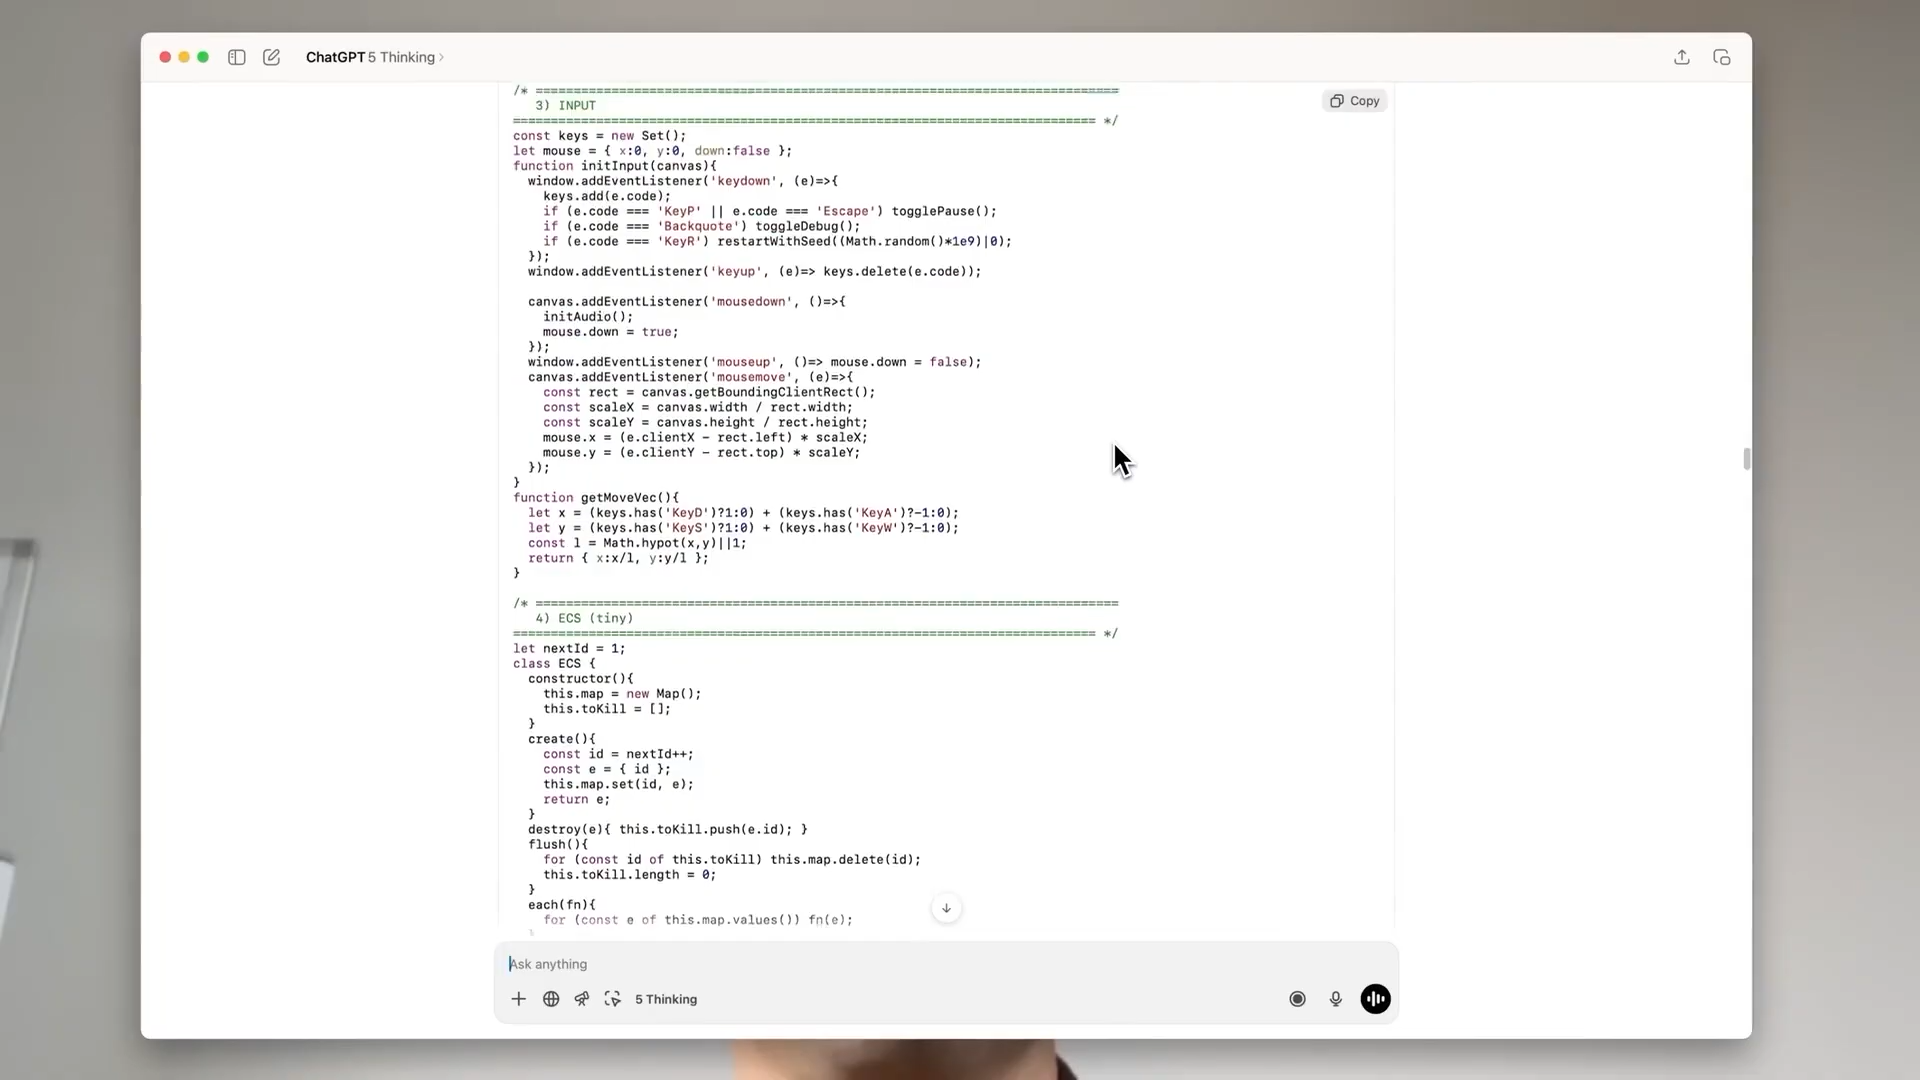 ChatGPT 5 Thinking >
Copy
/* =============================================================================
3) INPUT
============================================================================= */
const keys = new Set();
let mouse = { x:0, y:0, down:false };
function initInput(canvas){
  window.addEventListener('keydown', (e)=>{
    keys.add(e.code);
    if (e.code === 'KeyP' || e.code === 'Escape') togglePause();
    if (e.code === 'Backquote') toggleDebug();
    if (e.code === 'KeyR') restartWithSeed((Math.random()*1e9)|0);
  });
  window.addEventListener('keyup', (e)=> keys.delete(e.code));
  canvas.addEventListener('mousedown', ()=>{
    initAudio();
    mouse.down = true;
  });
  window.addEventListener('mouseup', ()=> mouse.down = false);
  canvas.addEventListener('mousemove', (e)=>{
    const rect = canvas.getBoundingClientRect();
    const scaleX = canvas.width / rect.width;
    const scaleY = canvas.height / rect.height;
    mouse.x = (e.clientX - rect.left) * scaleX;
    mouse.y = (e.clientY - rect.top) * scaleY;
  });
}
function getMoveVec(){
  let x = (keys.has('KeyD')?1:0) + (keys.has('KeyA')?-1:0);
  let y = (keys.has('KeyS')?1:0) + (keys.has('KeyW')?-1:0);
  const l = Math.hypot(x,y)||1;
  return { x:x/l, y:y/l };
}
/* =============================================================================
4) ECS (tiny)
============================================================================= */
let nextId = 1;
class ECS {
  constructor(){
    this.map = new Map();
    this.toKill = [];
  }
  create(){
    const id = nextId++;
    const e = { id };
    this.map.set(id, e);
    return e;
  }
  destroy(e){ this.toKill.push(e.id); }
  flush(){
    for (const id of this.toKill) this.map.delete(id);
    this.toKill.length = 0;
  }
  each(fn){
    for (const e of this.map.values()) fn(e);
  }
Ask anything
5 Thinking